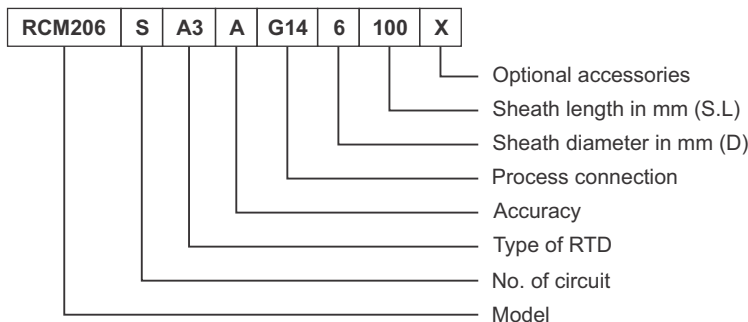 RCM206 S A3 A G14 6 100 X
Optional accessories
Sheath length in mm (S.L)
Sheath diameter in mm (D)
Process connection
Accuracy
Type of RTD
No. of circuit
Model